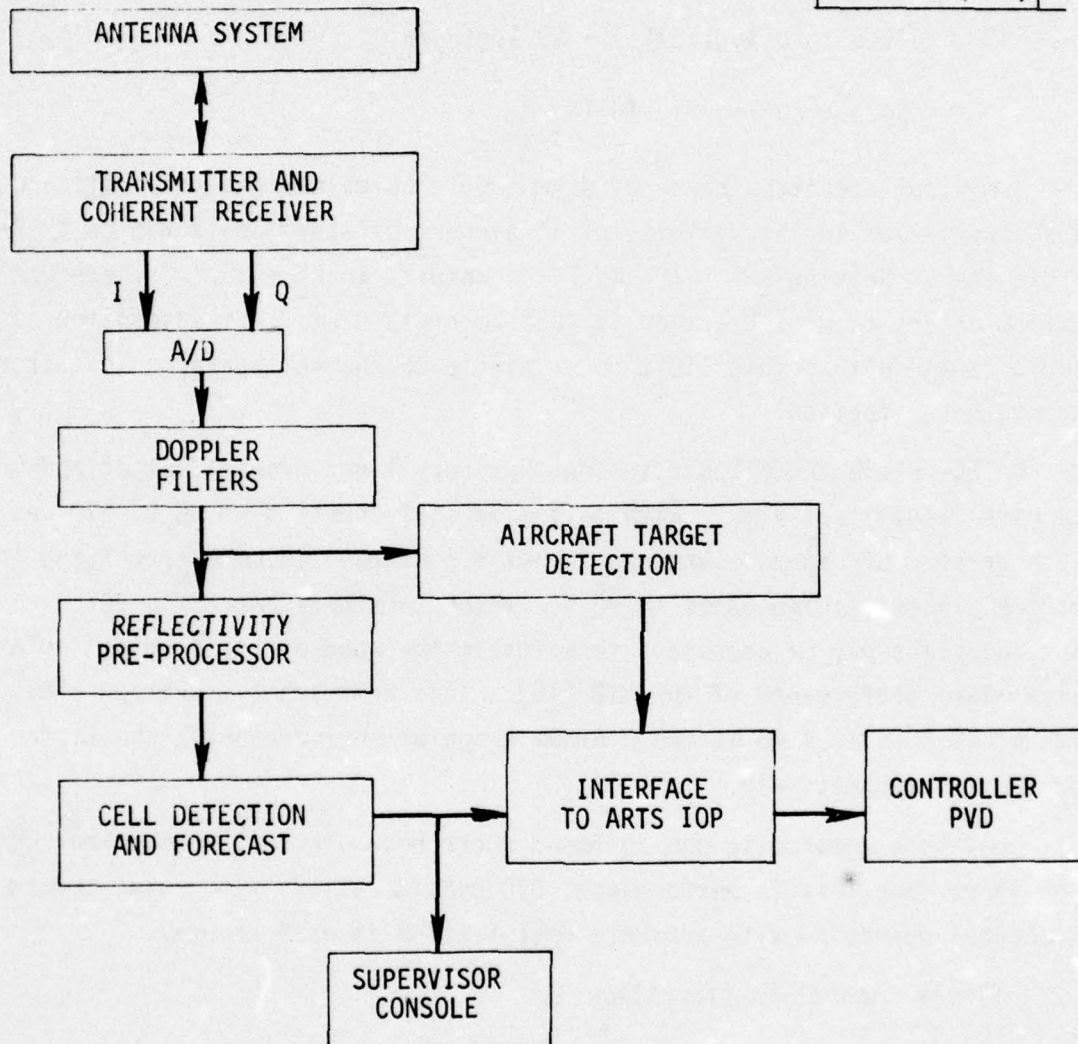 ANTENNA SYSTEM
TRANSMITTER AND
COHERENT RECEIVER
I
Q
A/D
DOPPLER
FILTERS
AIRCRAFT TARGET
DETECTION
REFLECTIVITY
PRE-PROCESSOR
CELL DETECTION
AND FORECAST
INTERFACE
TO ARTS IOP
CONTROLLER
PVD
SUPERVISOR
CONSOLE